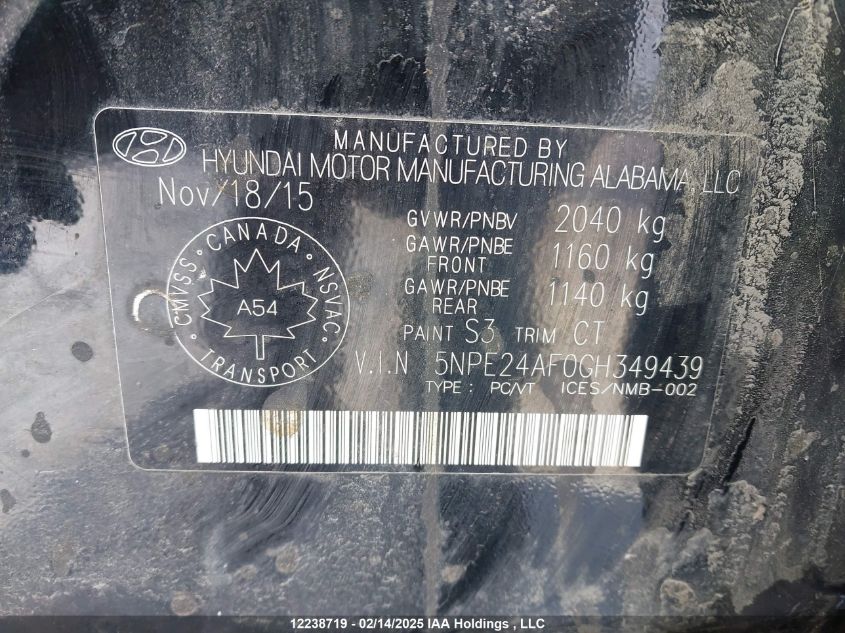 MANUFACTURED BY
HYUNDAI MOTOR MANUFACTURING ALABAMA, LLC
Nov/18/15
GVWR/PNBV 2040 kg
GAWR/PNBE FRONT 1160 kg
GAWR/PNBE REAR 1140 kg
PAINT S3 TRIM CT
V.I.N 5NPE24AF0GH349439
TYPE: PC/VT ICES/NMB-002
CANADA
CMVSS NSVAC
A54
TRANSPORT
12238719 - 02/14/2025 IAA Holdings , LLC